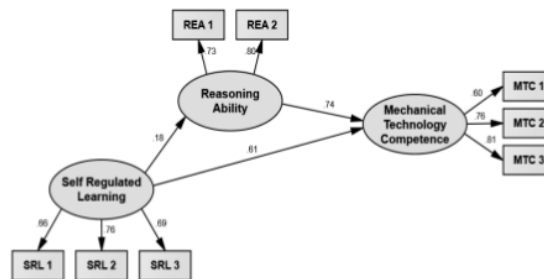 REA 1
REA 2
.73
.80
Reasoning
Ability
.74
.60
MTC 1
Mechanical
Technology
Competence
.76
MTC 2
.81
MTC 3
.18
.61
Self Regulated
Learning
.66
.76
.69
SRL 1
SRL 2
SRL 3